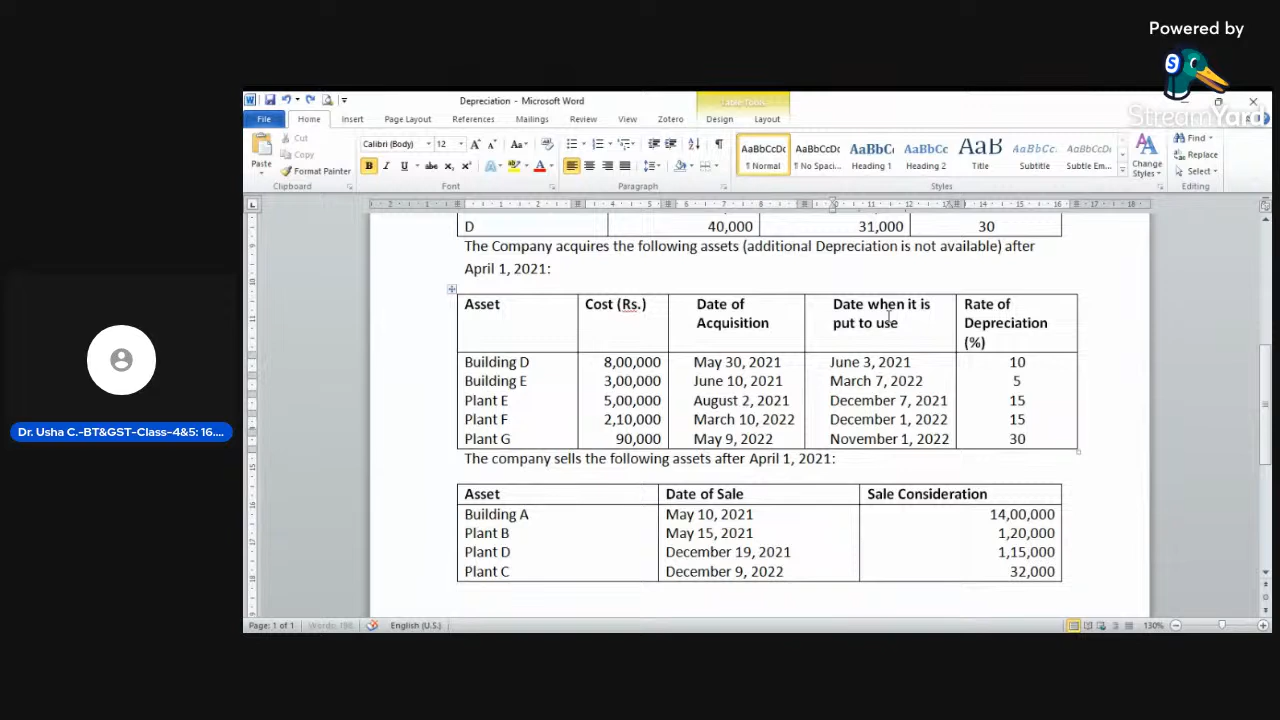 Powered by
S
StreamYard
Depreciation - Microsoft Word
Table Tools
File Home Insert Page Layout References Mailings Review View Zotero Design Layout
Paste
Cut
Copy
Format Painter
Calibri (Body) 12
AaBbCcDc AaBbCcDc AaBbCc AaBbCc AaB AaBbCc. AaBbCcDc
¶ Normal ¶ No Spaci... Heading 1 Heading 2 Title Subtitle Subtle Em...
Change Styles
Find
Replace
Select
Clipboard Font Paragraph Styles Editing
D 40,000 31,000 30
The Company acquires the following assets (additional Depreciation is not available) after
April 1, 2021:
Asset Cost (Rs.) Date of Date when it is Rate of
Acquisition put to use Depreciation
(%)
Building D 8,00,000 May 30, 2021 June 3, 2021 10
Building E 3,00,000 June 10, 2021 March 7, 2022 5
Plant E 5,00,000 August 2, 2021 December 7, 2021 15
Plant F 2,10,000 March 10, 2022 December 1, 2022 15
Plant G 90,000 May 9, 2022 November 1, 2022 30
The company sells the following assets after April 1, 2021:
Asset Date of Sale Sale Consideration
Building A May 10, 2021 14,00,000
Plant B May 15, 2021 1,20,000
Plant D December 19, 2021 1,15,000
Plant C December 9, 2022 32,000
Dr. Usha C.-BT&GST-Class-4&5: 16....
Page: 1 of 1 English (U.S.) 130%